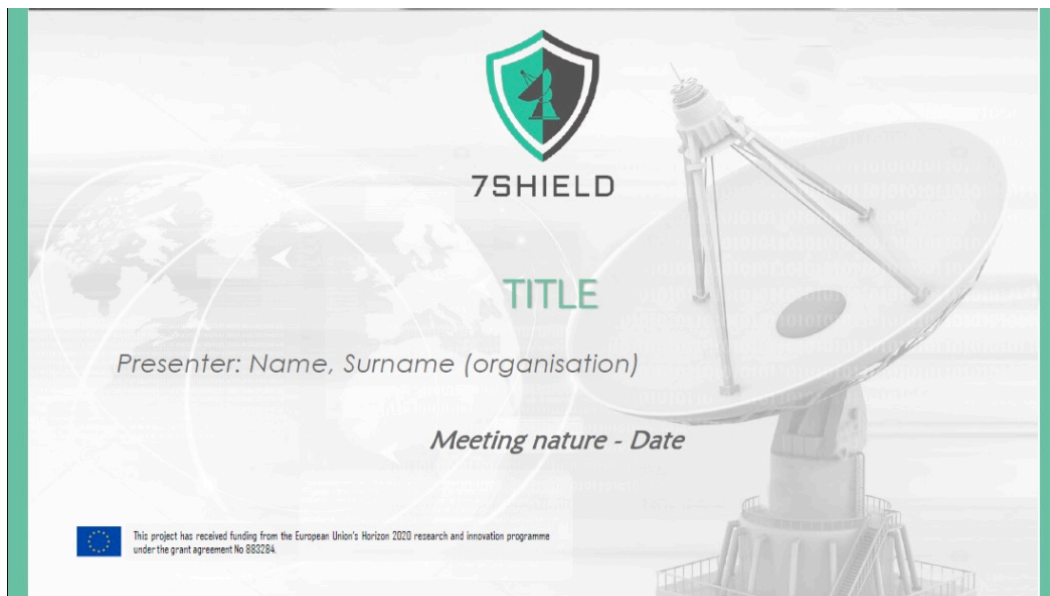 7SHIELD
TITLE
Presenter: Name, Surname (organisation)
Meeting nature - Date
This project has received funding from the European Union's Horizon 2020 research and innovation programme
under the grant agreement No 883284.